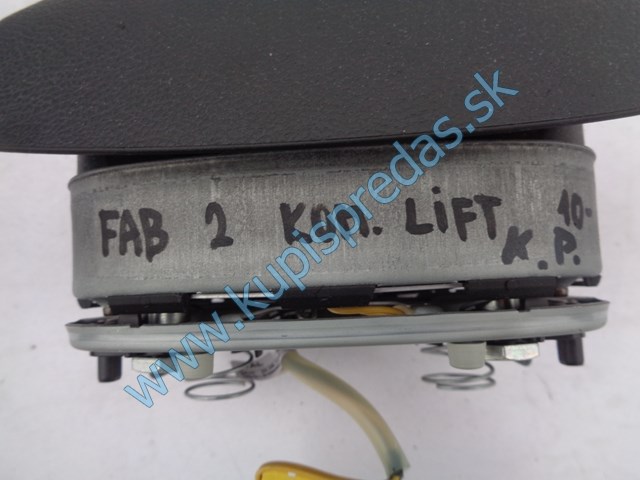 FAB 2 KOM. LIFT 10-
K.P.
www.kupispredas.sk